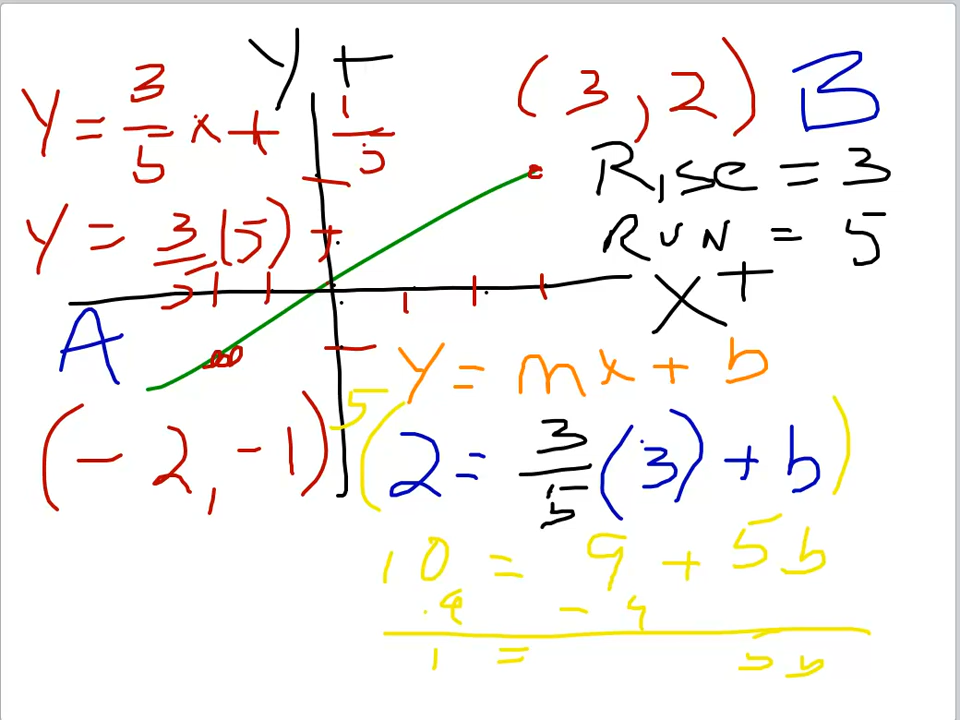 Y+
(3,2) B
Y = 3/5 x + 1/5
Rise = 3
Y = 3/5 (5)
Run = 5
X+
A
Y = mx + b
(-2,-1)
5(2 = 3/5 (3) + b)
10 = 9 + 5b
-9 -9
1 = 5b